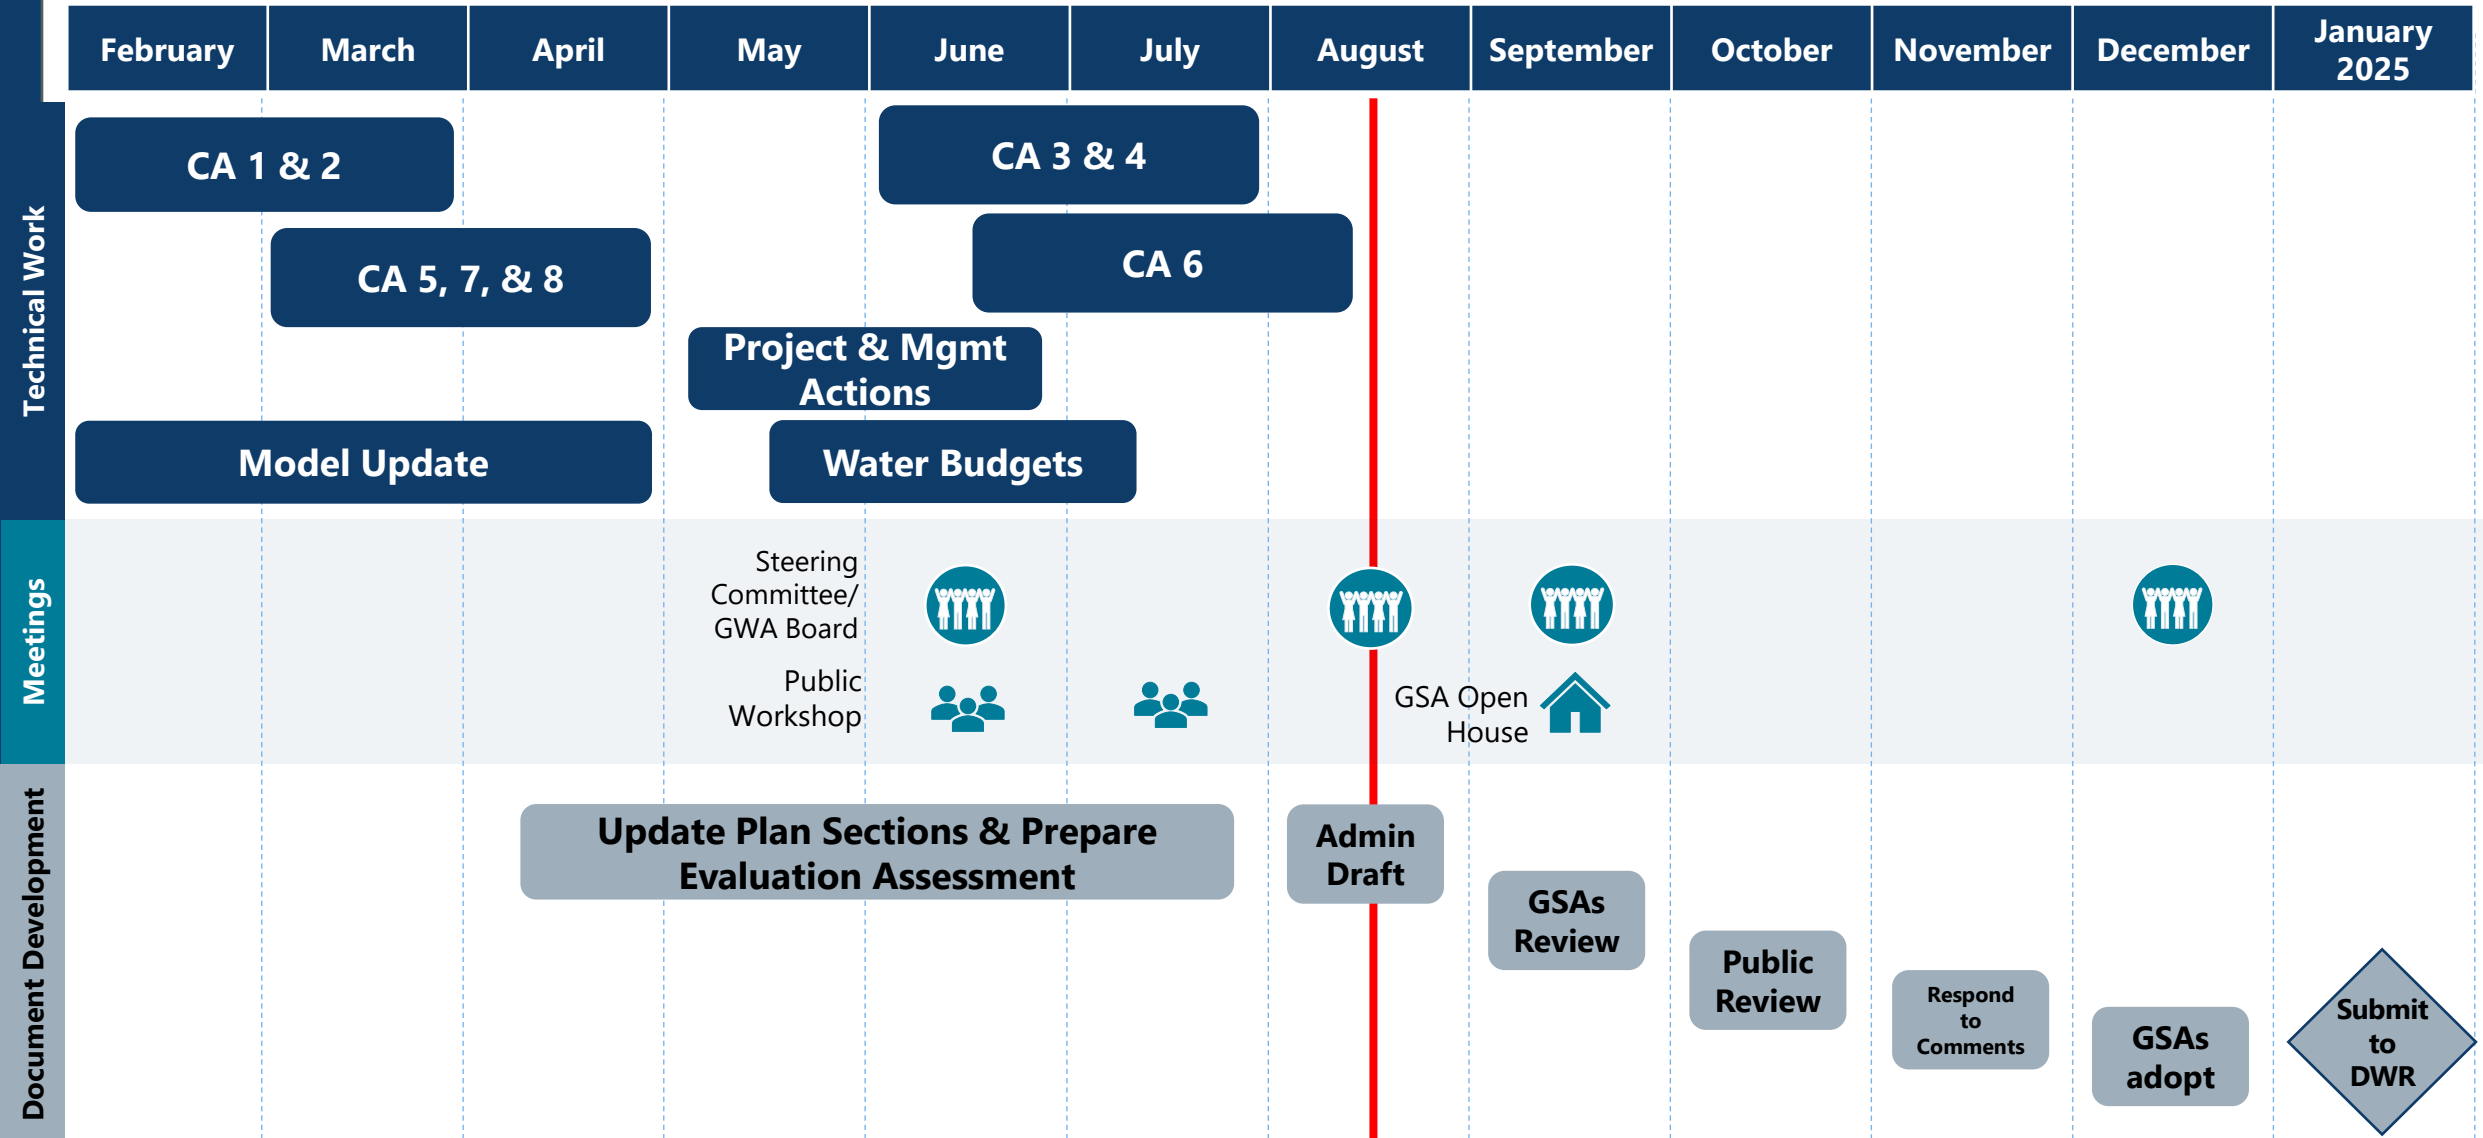 February
March
April
May
June
July
August
September
October
November
December
January
2025
Technical Work
CA 1 & 2
CA 3 & 4
CA 5, 7, & 8
CA 6
Project & Mgmt
Actions
Model Update
Water Budgets
Meetings
Steering
Committee/
GWA Board
Public
Workshop
GSA Open
House
Document Development
Update Plan Sections & Prepare
Evaluation Assessment
Admin
Draft
GSAs
Review
Public
Review
Respond
to
Comments
GSAs
adopt
Submit
to
DWR